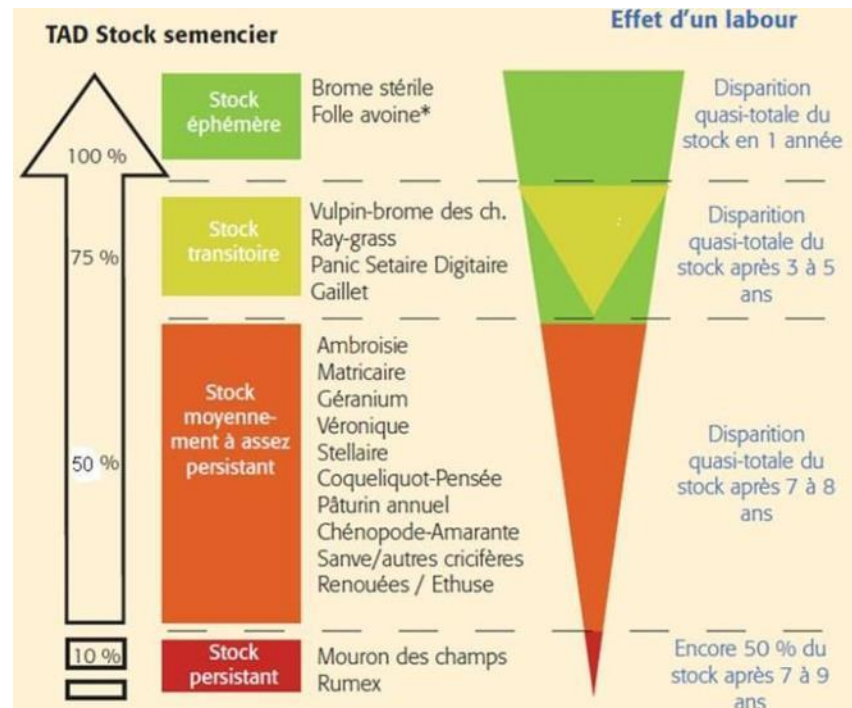 TAD Stock semencier
Effet d'un labour
100 %
Stock
éphémère
Brome stérile
Folle avoine*
Disparition
quasi-totale du
stock en 1 année
75 %
Stock
transitoire
Vulpin-brome des ch.
Ray-grass
Panic Setaire Digitaire
Gaillet
Disparition
quasi-totale du
stock après 3 à 5
ans
50 %
Stock
moyenne-
ment à assez
persistant
Ambroisie
Matricaire
Géranium
Véronique
Stellaire
Coqueliquot-Pensée
Pâturin annuel
Chénopode-Amarante
Sanve/autres cricifères
Renouées / Ethuse
Disparition
quasi-totale du
stock après 7 à 8
ans
10 %
Stock
persistant
Mouron des champs
Rumex
Encore 50 % du
stock après 7 à 9
ans